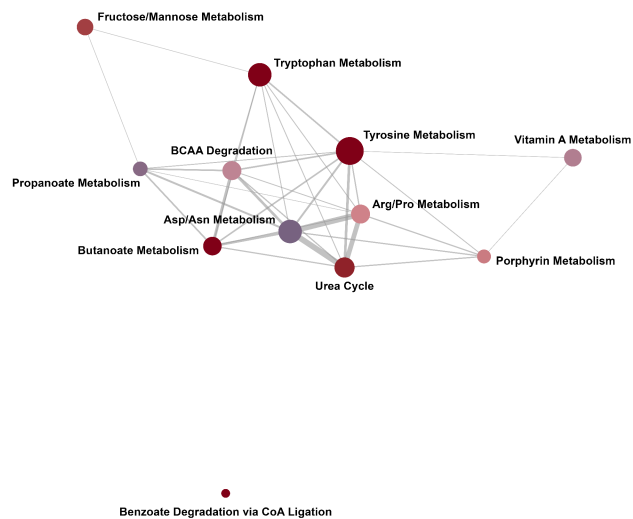 Fructose/Mannose Metabolism
Tryptophan Metabolism
Tyrosine Metabolism
Vitamin A Metabolism
BCAA Degradation
Propanoate Metabolism
Arg/Pro Metabolism
Asp/Asn Metabolism
Butanoate Metabolism
Porphyrin Metabolism
Urea Cycle
Benzoate Degradation via CoA Ligation